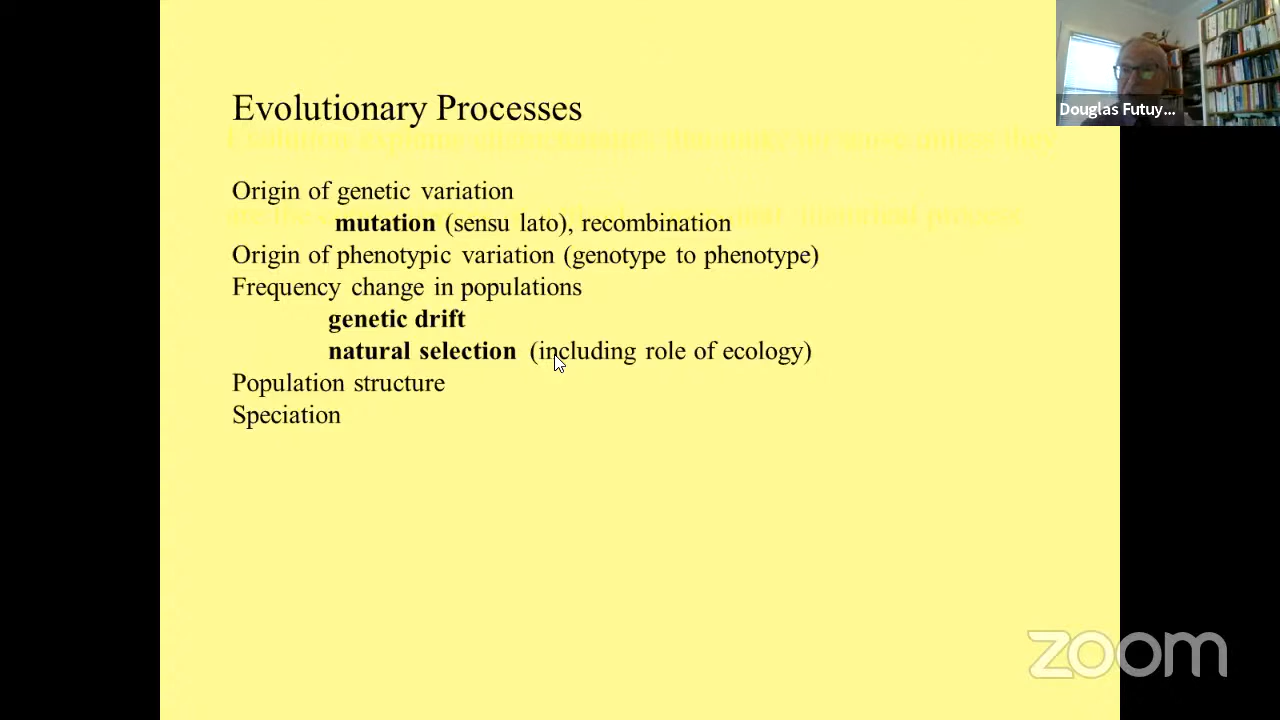 Evolutionary Processes
Origin of genetic variation
mutation (sensu lato), recombination
Origin of phenotypic variation (genotype to phenotype)
Frequency change in populations
genetic drift
natural selection (including role of ecology)
Population structure
Speciation
Douglas Futuy...
zoom